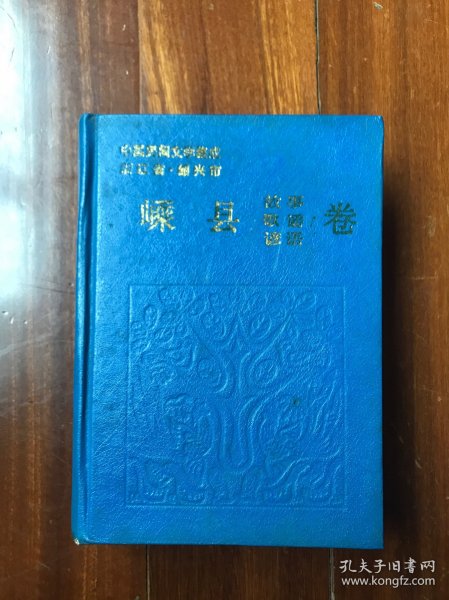 中国民间文学集成
浙江省·绍兴市
嵊县 故事 歌谣 谚语 卷
孔夫子旧书网
www.kongfz.com